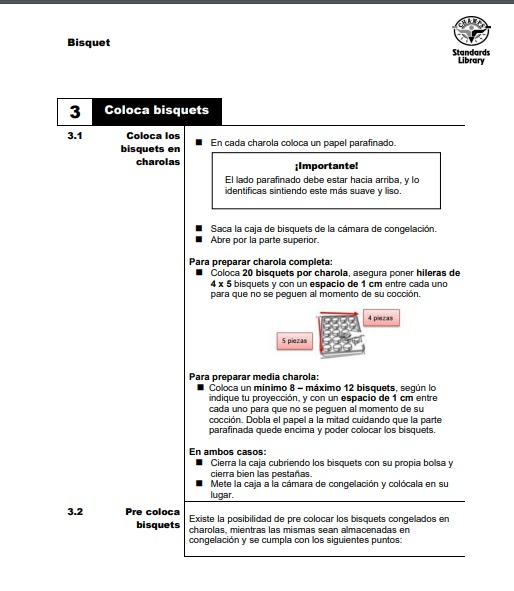 Bisquet
CHAMPS
Standards
Library
3 Coloca bisquets
3.1 Coloca los
bisquets en
charolas
■ En cada charola coloca un papel parafinado.
¡Importante!
El lado parafinado debe estar hacia arriba, y lo
identificas sintiendo este más suave y liso.
■ Saca la caja de bisquets de la cámara de congelación.
■ Abre por la parte superior.
Para preparar charola completa:
■ Coloca 20 bisquets por charola, asegura poner hileras de
4 x 5 bisquets y con un espacio de 1 cm entre cada uno
para que no se peguen al momento de su cocción.
4 piezas
5 piezas
Para preparar media charola:
■ Coloca un mínimo 8 – máximo 12 bisquets, según lo
indique tu proyección, y con un espacio de 1 cm entre
cada uno para que no se peguen al momento de su
cocción. Dobla el papel a la mitad cuidando que la parte
parafinada quede encima y poder colocar los bisquets.
En ambos casos:
■ Cierra la caja cubriendo los bisquets con su propia bolsa y
cierra bien las pestañas.
■ Mete la caja a la cámara de congelación y colócala en su
lugar.
3.2 Pre coloca
bisquets
Existe la posibilidad de pre colocar los bisquets congelados en
charolas, mientras las mismas sean almacenadas en
congelación y se cumpla con los siguientes puntos: